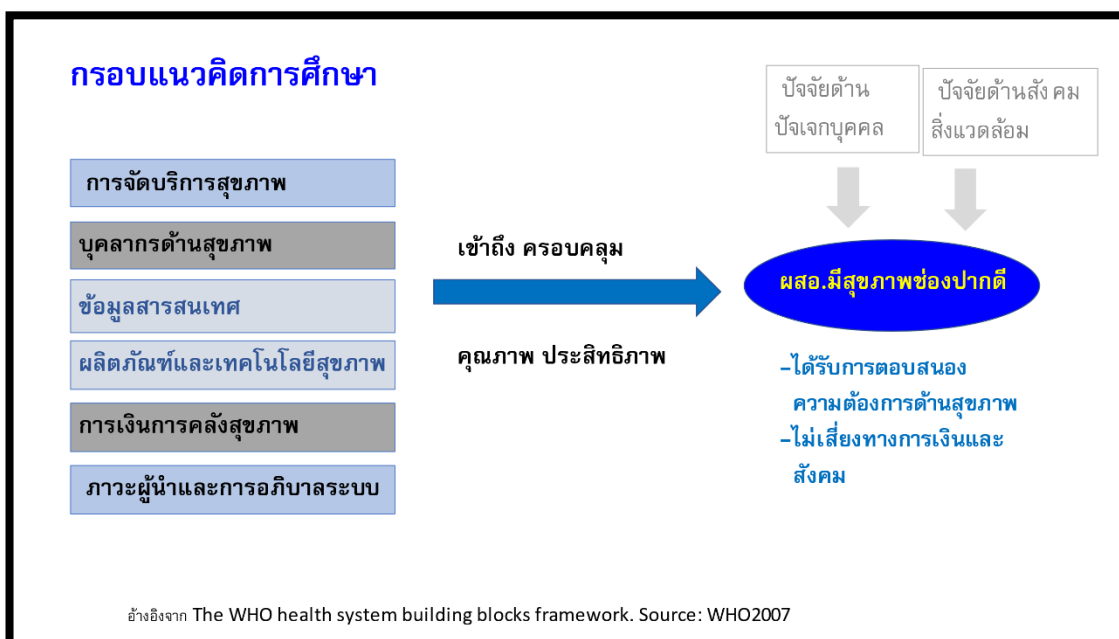 กรอบแนวคิดการศึกษา
ปัจจัยด้าน
ปัจเจกบุคคล
ปัจจัยด้านสังคม
สิ่งแวดล้อม
การจัดบริการสุขภาพ
บุคลากรด้านสุขภาพ
ข้อมูลสารสนเทศ
ผลิตภัณฑ์และเทคโนโลยีสุขภาพ
การเงินการคลังสุขภาพ
ภาวะผู้นำและการอภิบาลระบบ
เข้าถึง ครอบคลุม
คุณภาพ ประสิทธิภาพ
ผสอ.มีสุขภาพช่องปากดี
-ได้รับการตอบสนอง
ความต้องการด้านสุขภาพ
-ไม่เสี่ยงทางการเงินและ
สังคม
อ้างอิงจาก The WHO health system building blocks framework. Source: WHO2007